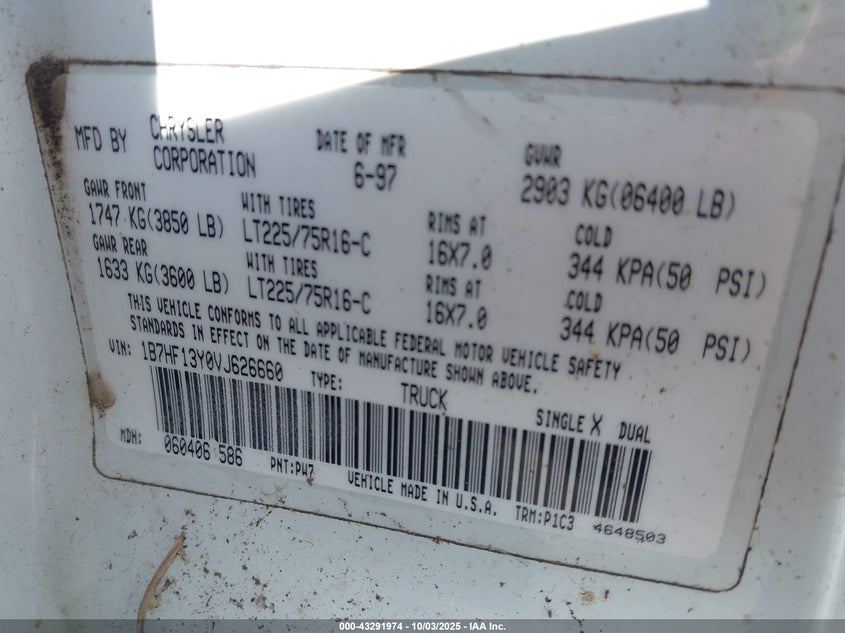 MFD BY CHRYSLER CORPORATION DATE OF MFR 6-97 GVWR 2903 KG(06400 LB)
GAWR FRONT WITH TIRES RIMS AT COLD
1747 KG(3850 LB) LT225/75R16-C 16X7.0 344 KPA(50 PSI)
GAWR REAR WITH TIRES RIMS AT COLD
1633 KG(3600 LB) LT225/75R16-C 16X7.0 344 KPA(50 PSI)
THIS VEHICLE CONFORMS TO ALL APPLICABLE FEDERAL MOTOR VEHICLE SAFETY
STANDARDS IN EFFECT ON THE DATE OF MANUFACTURE SHOWN ABOVE.
VIN: 1B7HF13Y0VJ626660 TYPE: TRUCK SINGLE X DUAL
MDH: 060406 586 PNT:PW7 VEHICLE MADE IN U.S.A. TRM:P1C3 4648503
000-43291974 | 10/03/2025 - IAA Inc.